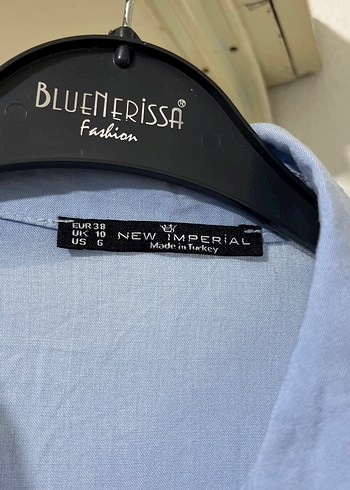 BLUENERISSA®
Fashion
EUR 38
UK 10
US 6
NEW IMPERIAL
Made in Turkey